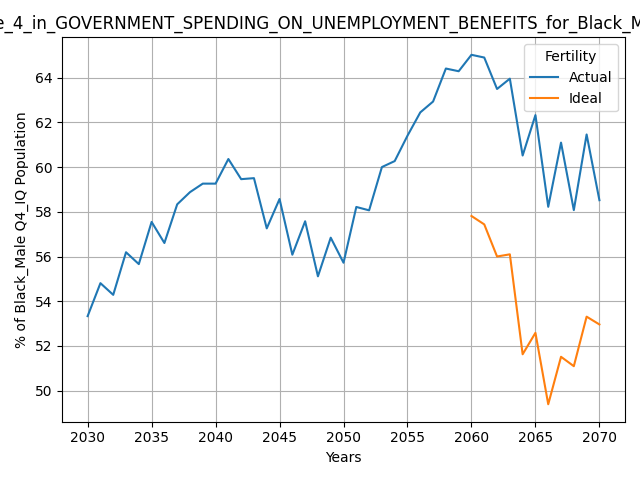 e_4_in_GOVERNMENT_SPENDING_ON_UNEMPLOYMENT_BENEFITS_for_Black_M
Fertility
Actual
Ideal
% of Black_Male Q4_IQ Population
64
62
60
58
56
54
52
50
2030 2035 2040 2045 2050 2055 2060 2065 2070
Years